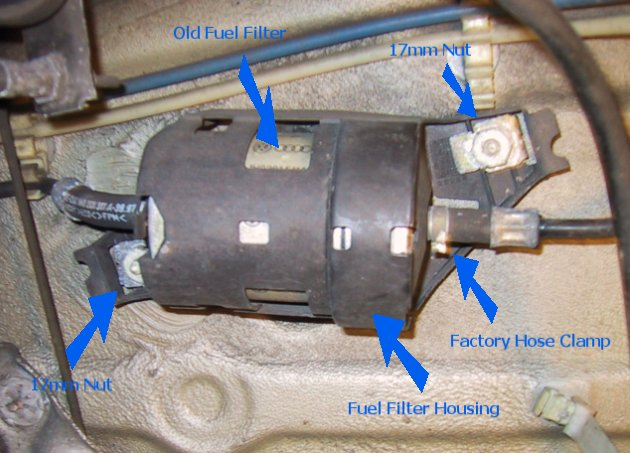 Old Fuel Filter
17mm Nut
Factory Hose Clamp
17mm Nut
Fuel Filter Housing